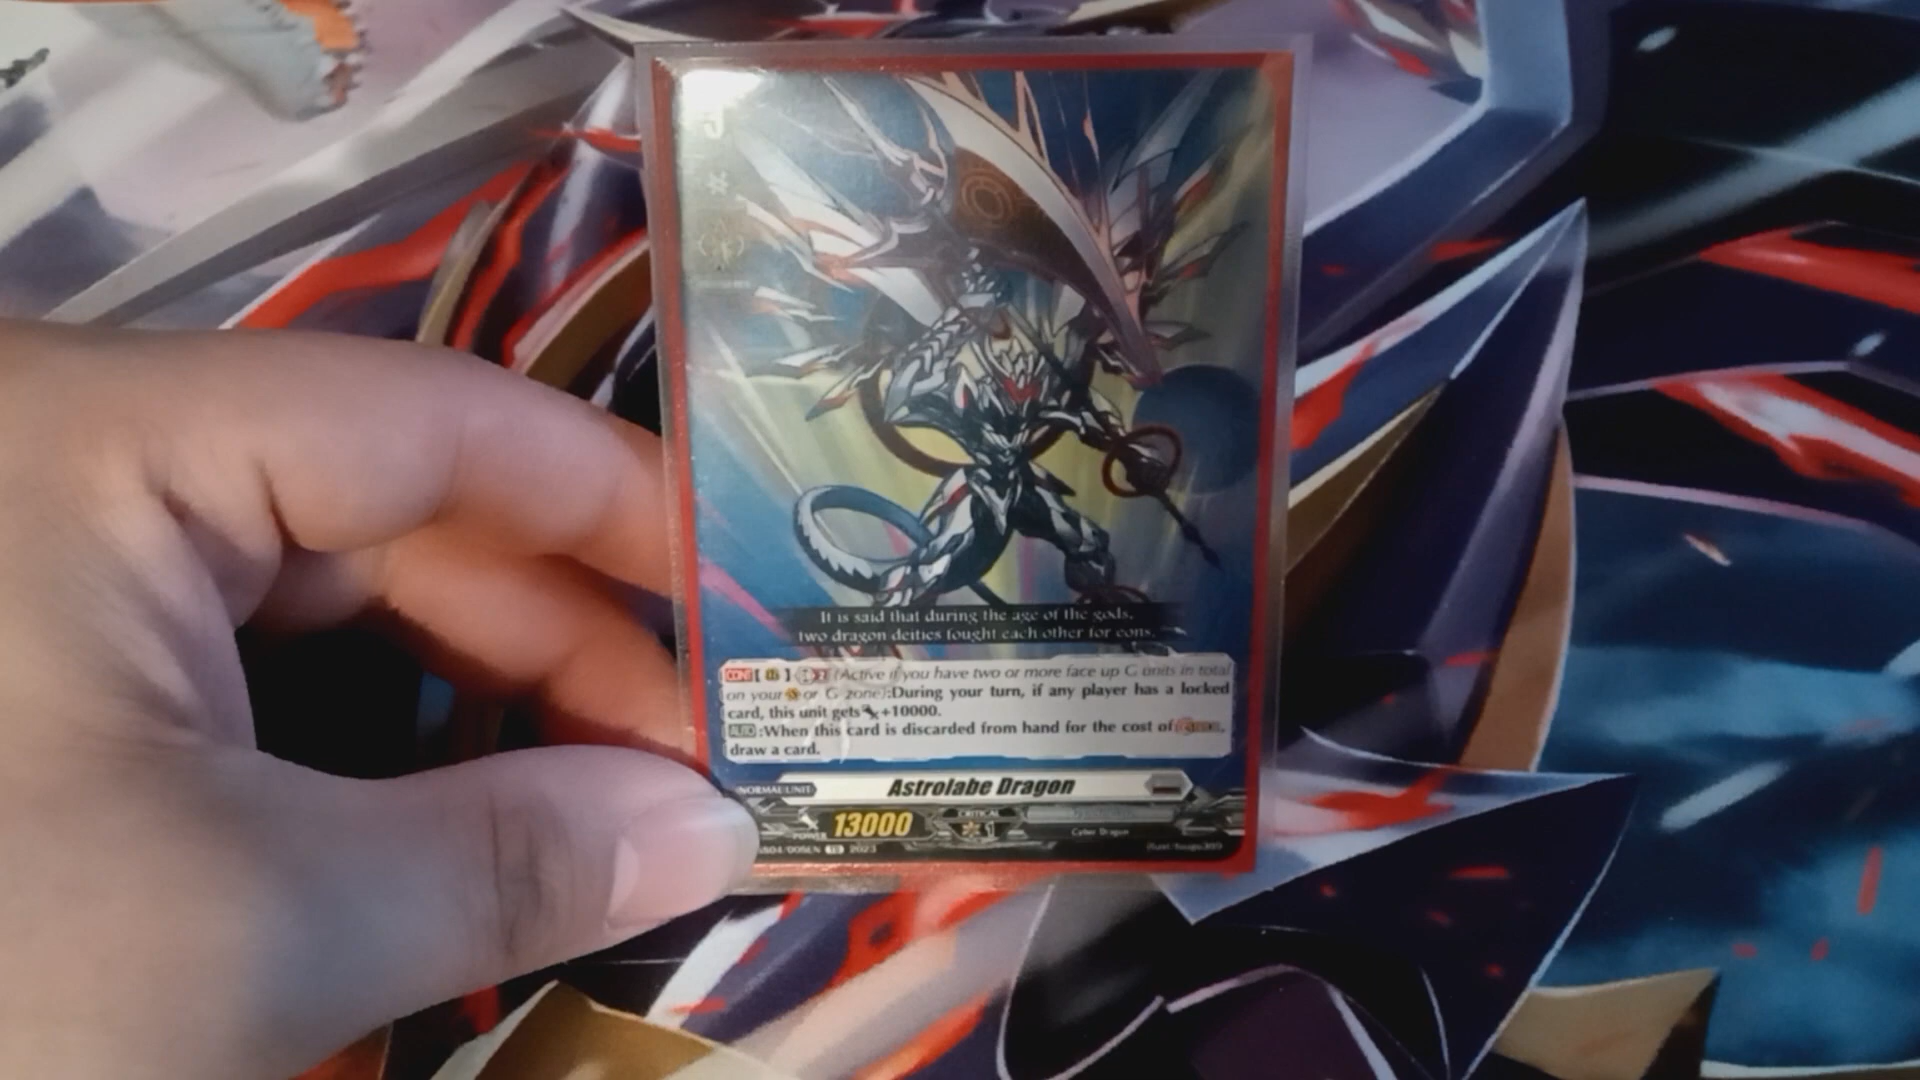 3
It is said that during the age of the gods,
two dragon deities fought each other for eons.
CONT [ ] 2 (Active if you have two or more face up G units in total
on your or G zone):During your turn, if any player has a locked
card, this unit gets +10000.
AUTO :When this card is discarded from hand for the cost of
draw a card.
NORMAL UNIT Astrolabe Dragon
POWER 13000 CRITICAL 1
Cyber Dragon
2023